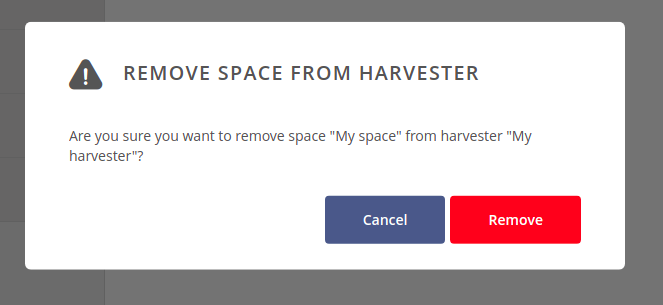 REMOVE SPACE FROM HARVESTER
Are you sure you want to remove space "My space" from harvester "My
harvester"?
Cancel
Remove